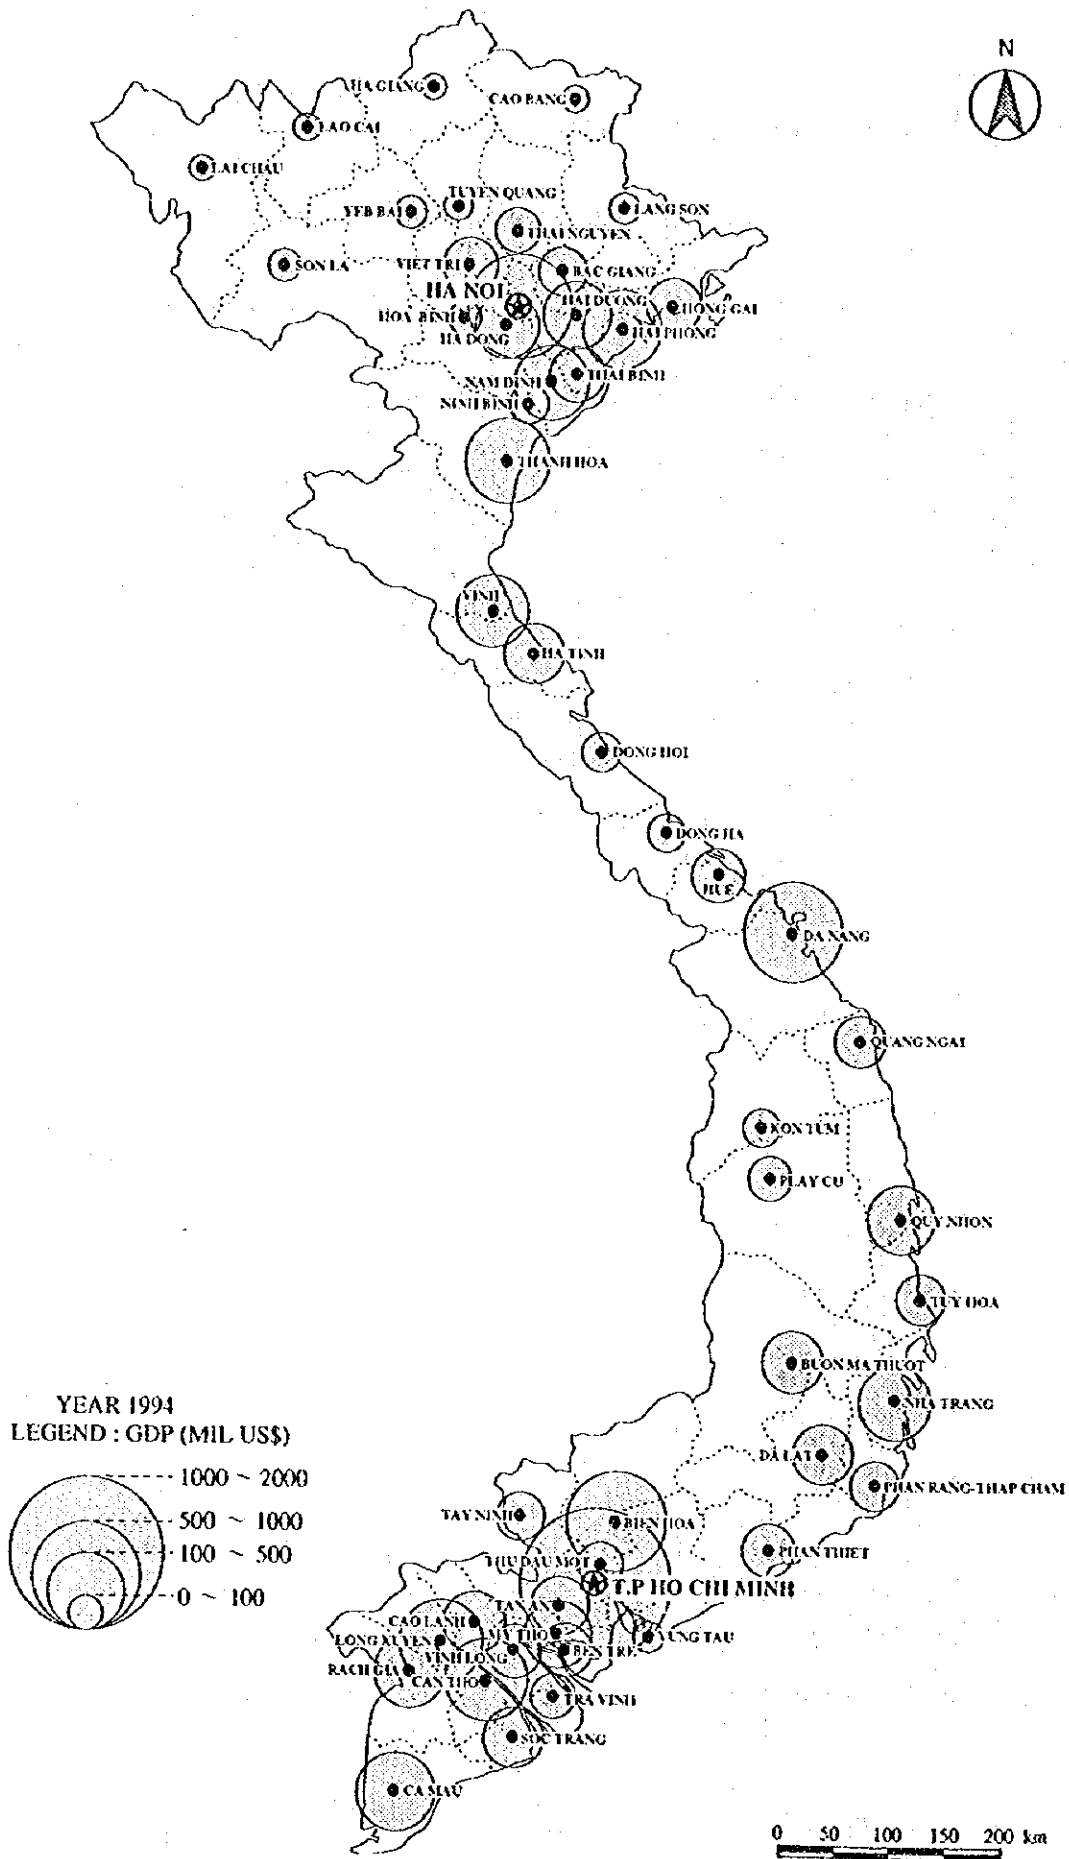 N
HA GIANG
CAO BANG
LAO CAI
LAI CHAU
TUYEN QUANG
YEB BAI
LANG SON
THAI NGUYEN
SON LA
VIET TRI
BAC GIANG
HA NOI
HAI DUONG
HONG GAI
HOA BINH
HAI PHONG
HA DONG
THAI BINH
NAM DINH
NINH BINH
THANH HOA
VINH
HA TINH
DONG HOI
DONG HA
HUE
DA NANG
QUANG NGAI
KON TUM
PLAY CU
QUY NHON
TUY HOA
BUON MA THUOT
NHA TRANG
DA LAT
PHAN RANG-THAP CHAM
TAY NINH
BIEN HOA
PHAN THIET
THU DAU MOT
T.P HO CHI MINH
TAN AN
CAO LANH
MY THO
VUNG TAU
LONG XUYEN
VINH LONG
BEN TRE
RACH GIA
CAN THO
TRA VINH
SOC TRANG
CA MAU
YEAR 1994
LEGEND : GDP (MIL US$)
1000 ~ 2000
500 ~ 1000
100 ~ 500
0 ~ 100
0 50 100 150 200 km